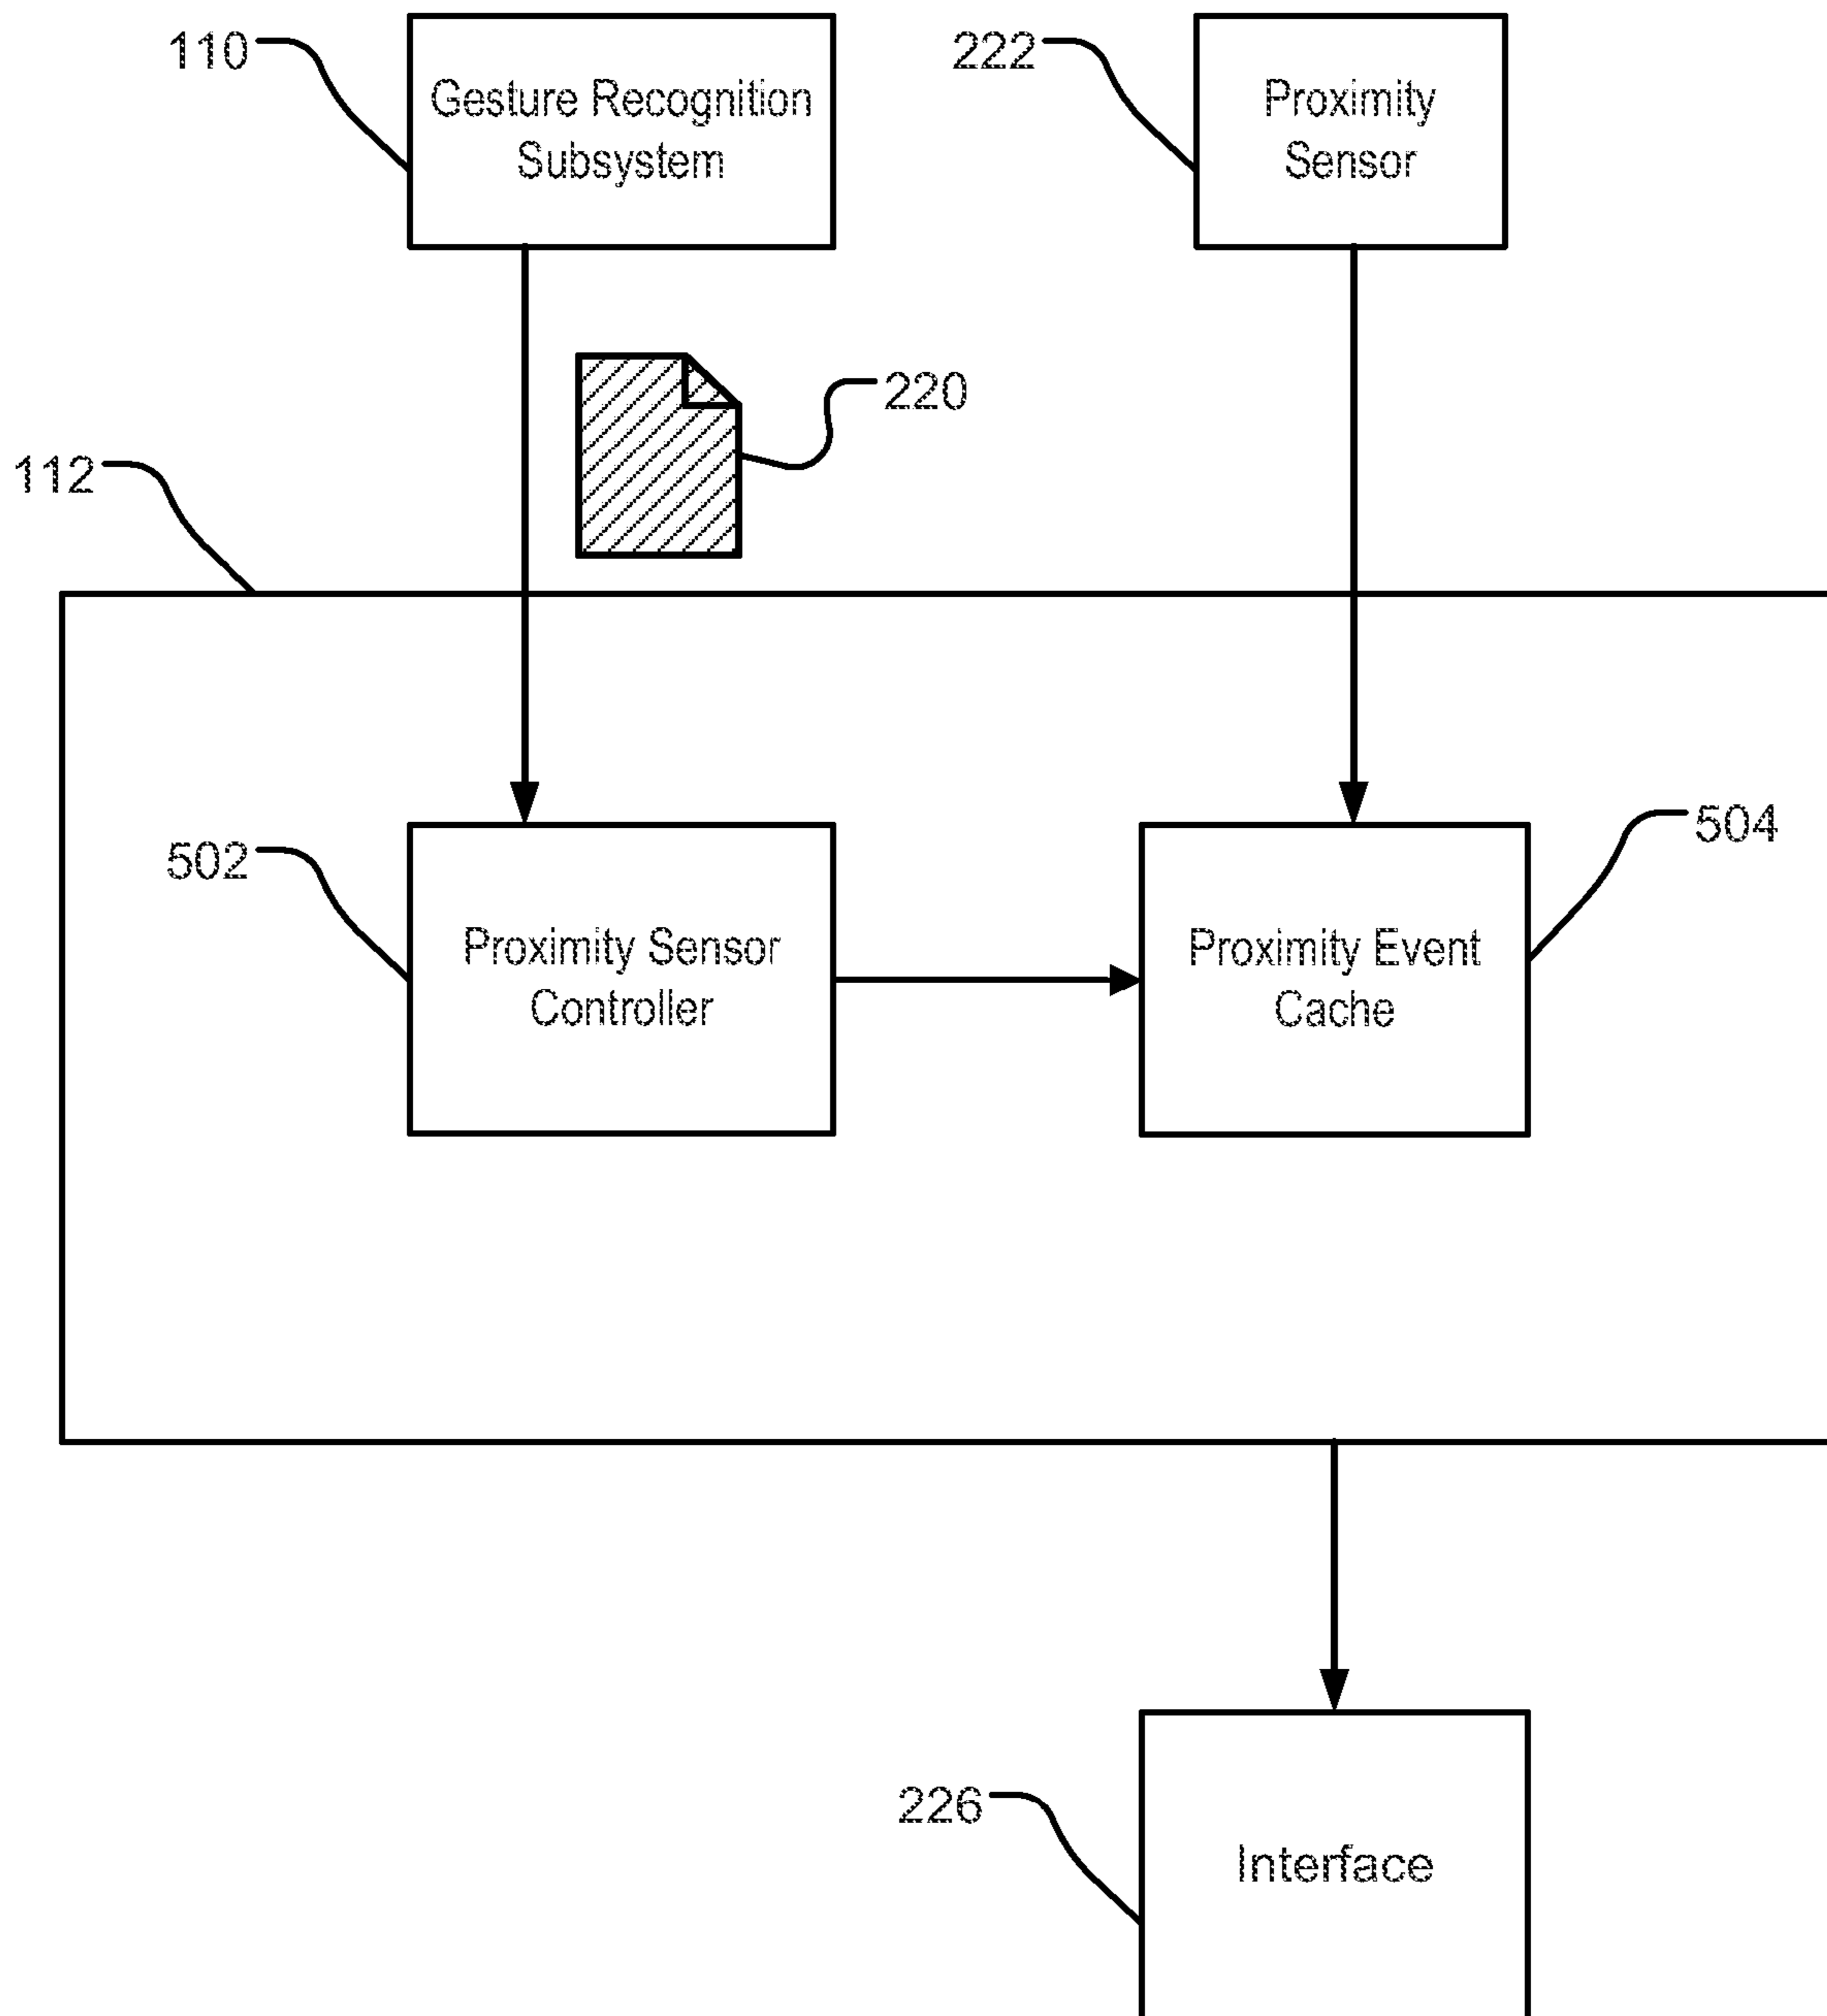 110
Gesture Recognition
Subsystem
222
Proximity
Sensor
220
112
502
Proximity Sensor
Controller
504
Proximity Event
Cache
226
Interface